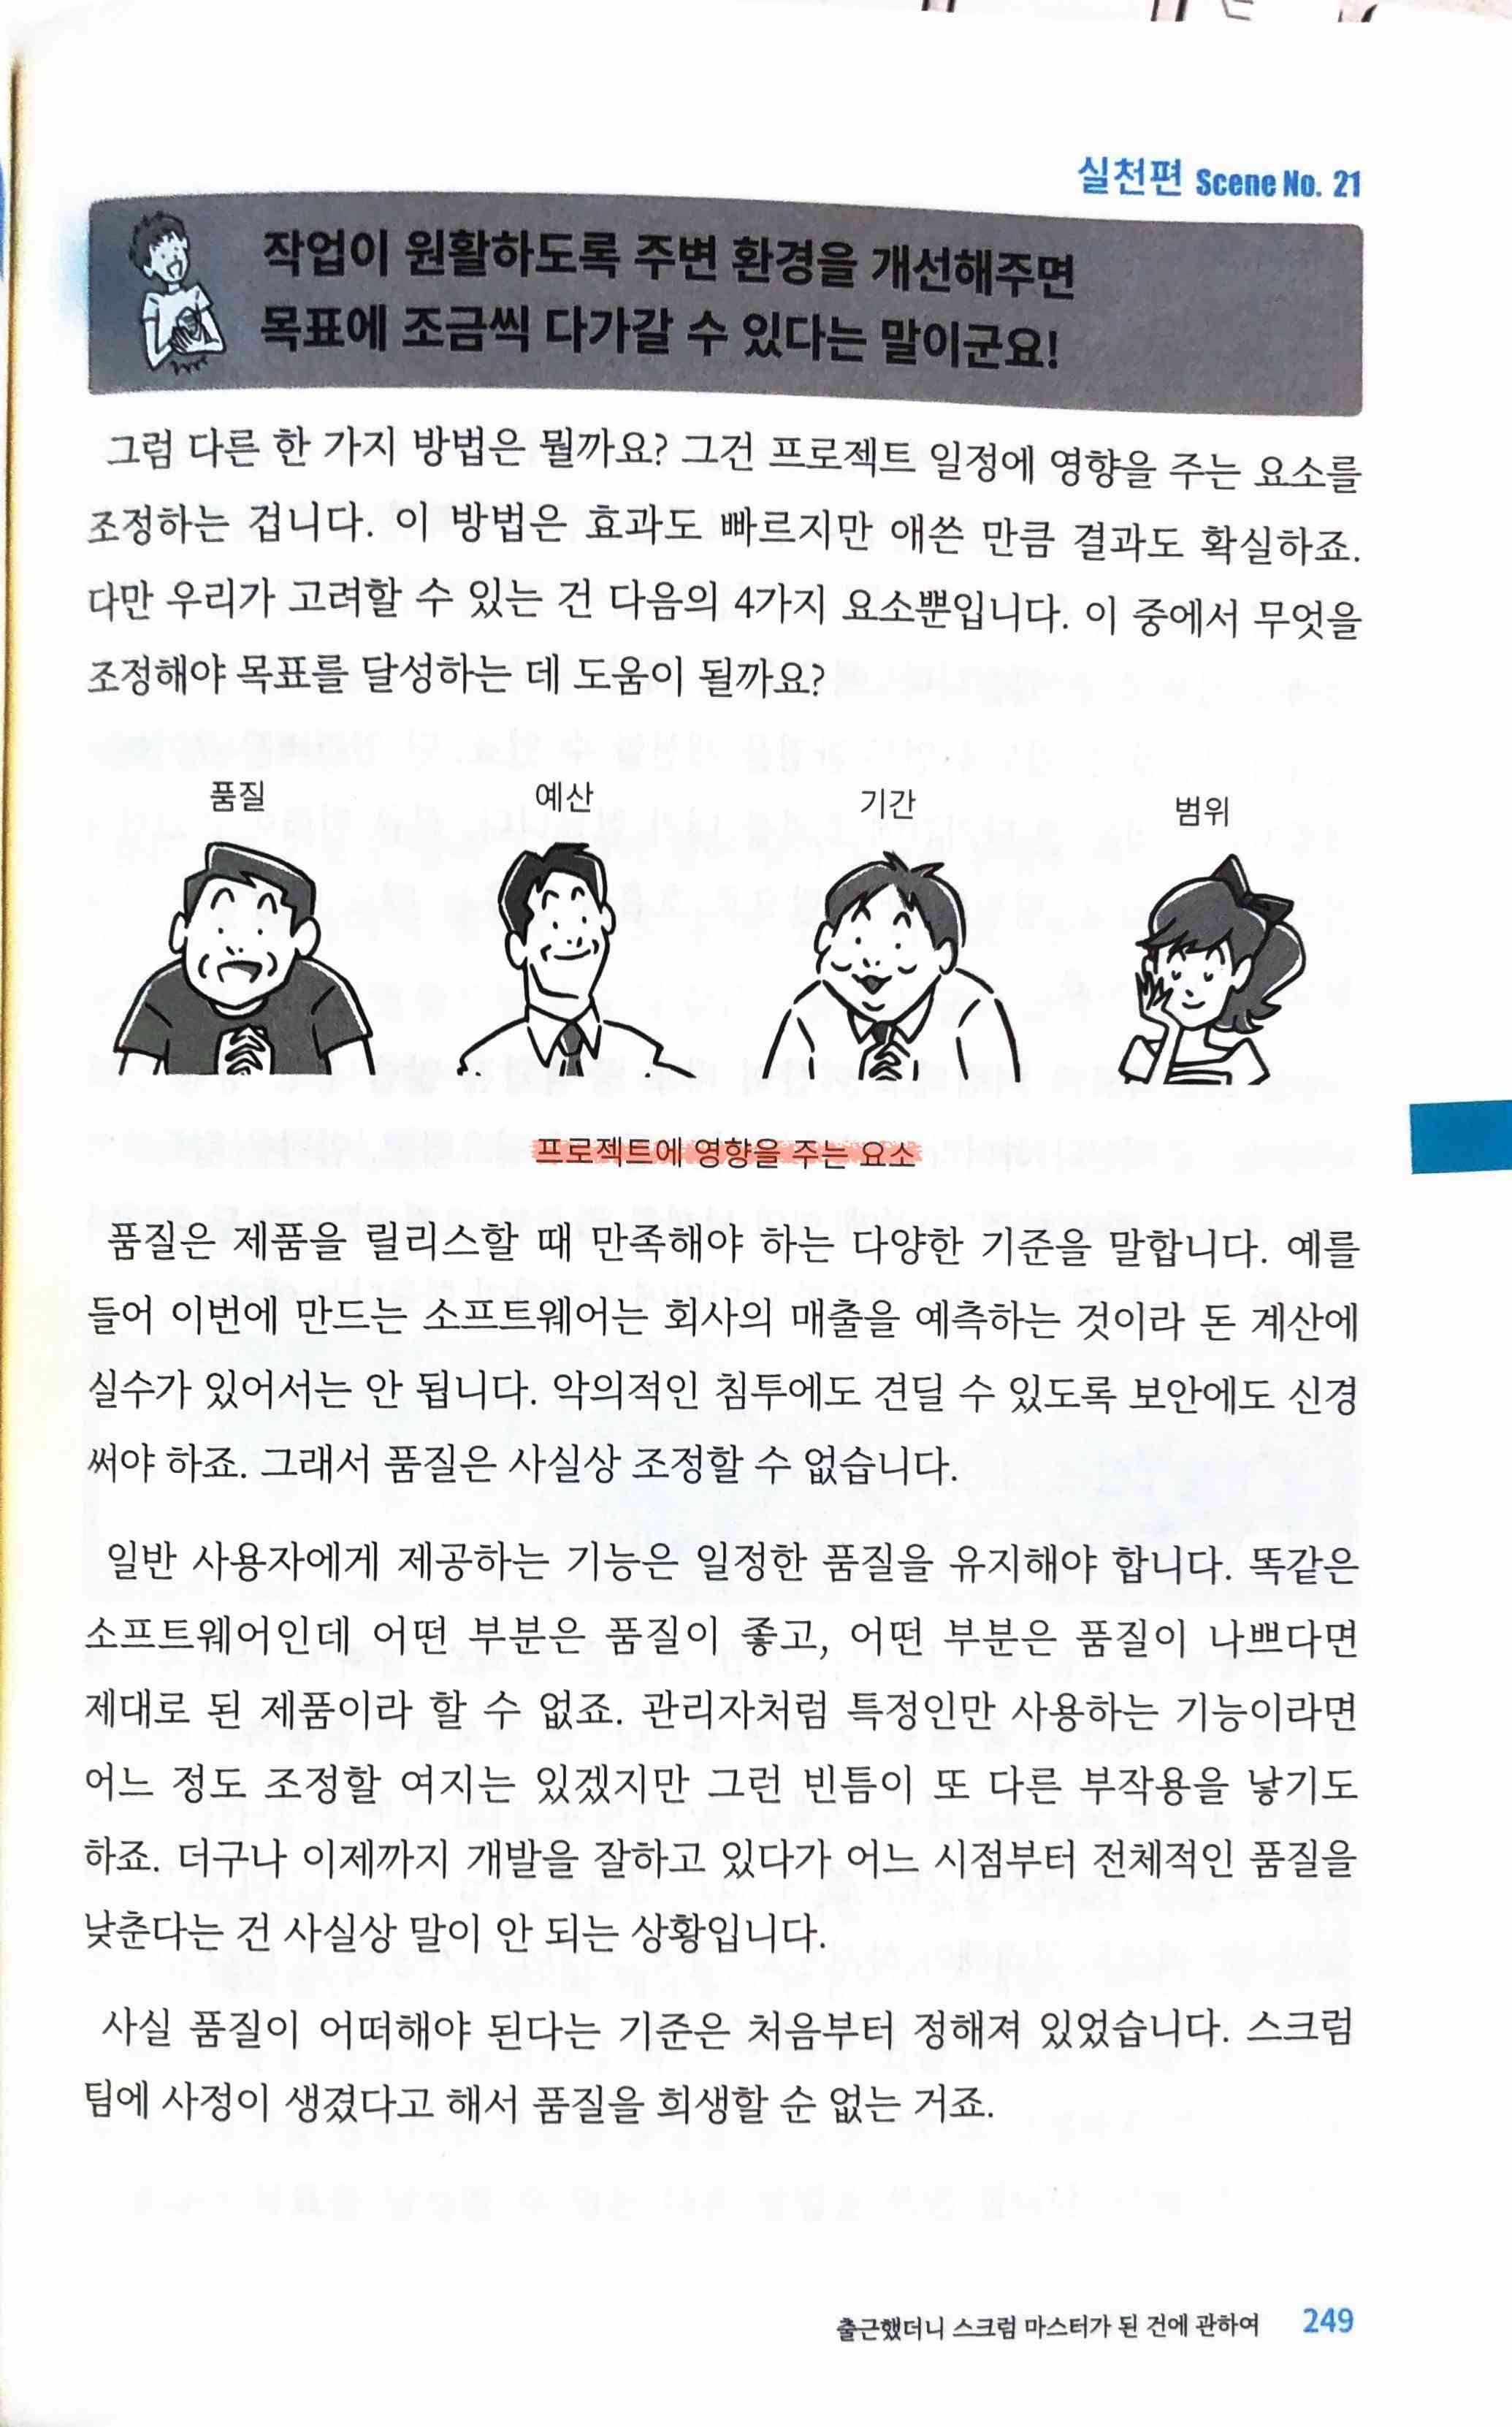 실천편 Scene No. 21
작업이 원활하도록 주변 환경을 개선해주면
목표에 조금씩 다가갈 수 있다는 말이군요!
그럼 다른 한 가지 방법은 뭘까요? 그건 프로젝트 일정에 영향을 주는 요소를
조정하는 겁니다. 이 방법은 효과도 빠르지만 애쓴 만큼 결과도 확실하죠.
다만 우리가 고려할 수 있는 건 다음의 4가지 요소뿐입니다. 이 중에서 무엇을
조정해야 목표를 달성하는 데 도움이 될까요?
품질 예산 기간 범위
프로젝트에 영향을 주는 요소
품질은 제품을 릴리스할 때 만족해야 하는 다양한 기준을 말합니다. 예를
들어 이번에 만드는 소프트웨어는 회사의 매출을 예측하는 것이라 돈 계산에
실수가 있어서는 안 됩니다. 악의적인 침투에도 견딜 수 있도록 보안에도 신경
써야 하죠. 그래서 품질은 사실상 조정할 수 없습니다.
일반 사용자에게 제공하는 기능은 일정한 품질을 유지해야 합니다. 똑같은
소프트웨어인데 어떤 부분은 품질이 좋고, 어떤 부분은 품질이 나쁘다면
제대로 된 제품이라 할 수 없죠. 관리자처럼 특정인만 사용하는 기능이라면
어느 정도 조정할 여지는 있겠지만 그런 빈틈이 또 다른 부작용을 낳기도
하죠. 더구나 이제까지 개발을 잘하고 있다가 어느 시점부터 전체적인 품질을
낮춘다는 건 사실상 말이 안 되는 상황입니다.
사실 품질이 어떠해야 된다는 기준은 처음부터 정해져 있었습니다. 스크럼
팀에 사정이 생겼다고 해서 품질을 희생할 순 없는 거죠.
출근했더니 스크럼 마스터가 된 건에 관하여 249